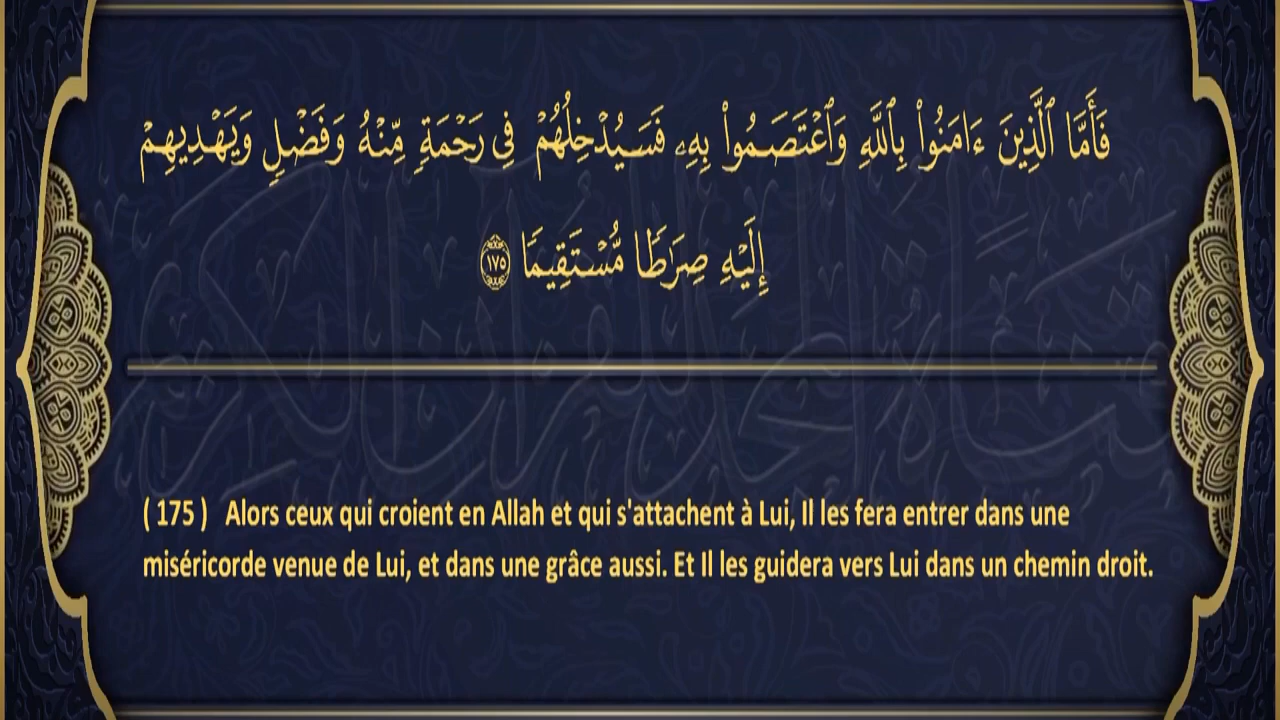 فَأَمَّا ٱلَّذِينَ ءَامَنُوا۟ بِٱللَّهِ وَٱعْتَصَمُوا۟ بِهِۦ فَسَيُدْخِلُهُمْ فِى رَحْمَةٍ مِّنْهُ وَفَضْلٍ وَيَهْدِيهِمْ
إِلَيْهِ صِرَٰطًا مُّسْتَقِيمًا ١٧٥
( 175 ) Alors ceux qui croient en Allah et qui s'attachent à Lui, Il les fera entrer dans une
miséricorde venue de Lui, et dans une grâce aussi. Et Il les guidera vers Lui dans un chemin droit.